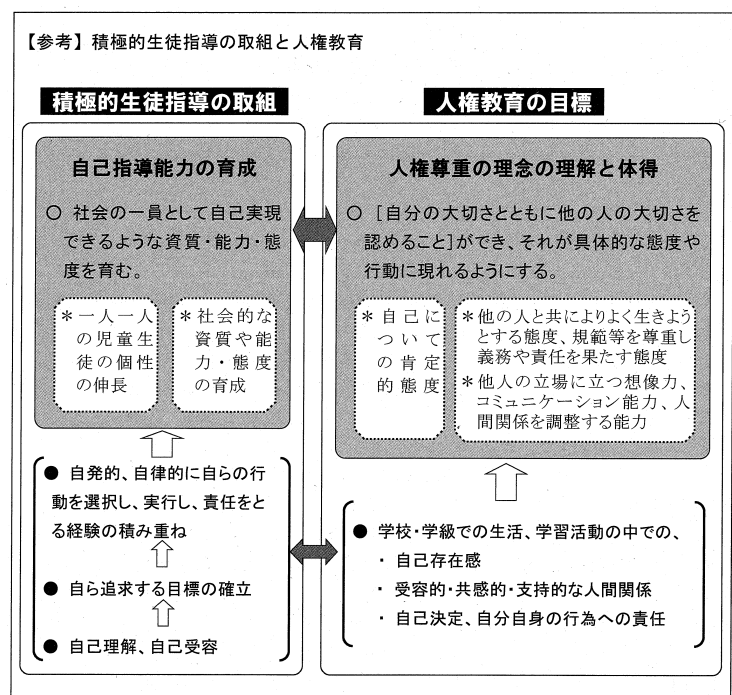 【参考】積極的生徒指導の取組と人権教育
積極的生徒指導の取組
自己指導能力の育成
○ 社会の一員として自己実現
できるような資質・能力・態
度を育む。
＊一人一人
の児童生
徒の個性
の伸長
＊社会的な
資質や能
力・態度
の育成
● 自発的、自律的に自らの行
動を選択し、実行し、責任をと
る経験の積み重ね
● 自ら追求する目標の確立
● 自己理解、自己受容
人権教育の目標
人権尊重の理念の理解と体得
○ ［自分の大切さとともに他の人の大切さを
認めること］ができ、それが具体的な態度や
行動に現れるようにする。
＊自己に
ついて
の肯定
的態度
＊他の人と共によりよく生きよう
とする態度、規範等を尊重し
義務や責任を果たす態度
＊他人の立場に立つ想像力、
コミュニケーション能力、人
間関係を調整する能力
● 学校・学級での生活、学習活動の中での、
・ 自己存在感
・ 受容的・共感的・支持的な人間関係
・ 自己決定、自分自身の行為への責任